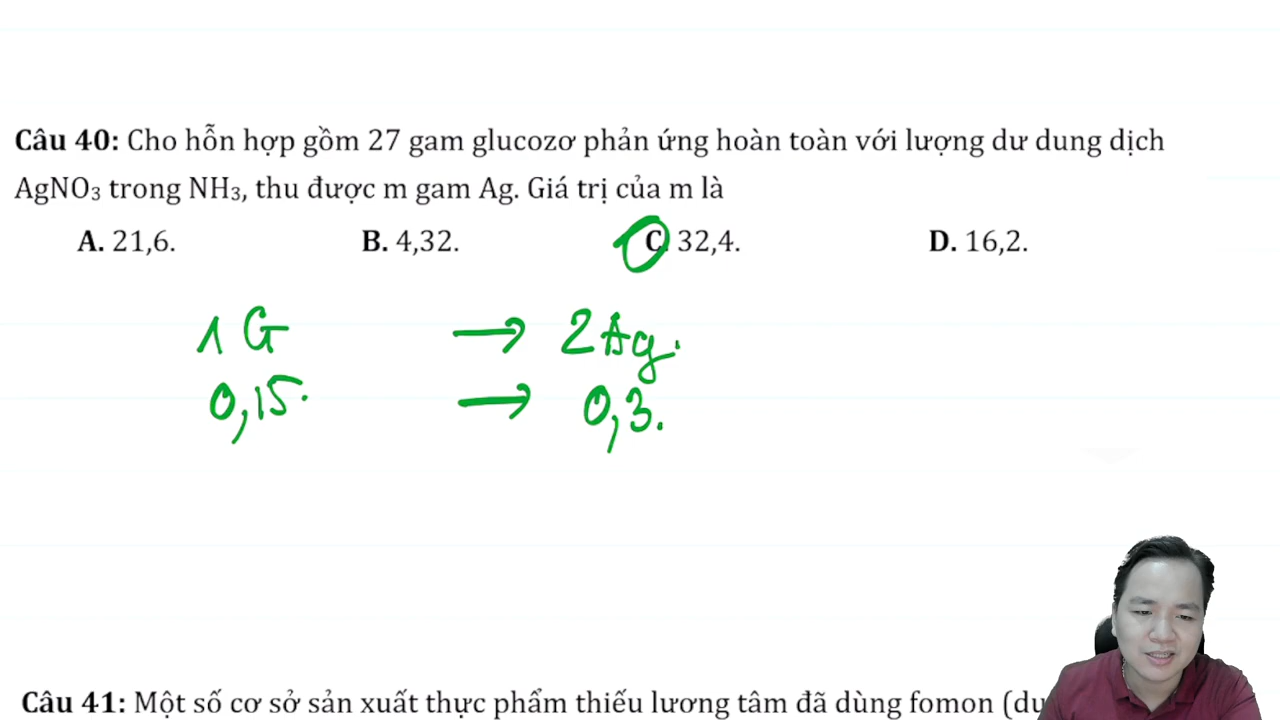 Câu 40: Cho hỗn hợp gồm 27 gam glucozơ phản ứng hoàn toàn với lượng dư dung dịch
AgNO₃ trong NH₃, thu được m gam Ag. Giá trị của m là
A. 21,6. B. 4,32. C. 32,4. D. 16,2.
1 G → 2 Ag.
0,15. → 0,3.
Câu 41: Một số cơ sở sản xuất thực phẩm thiếu lương tâm đã dùng fomon